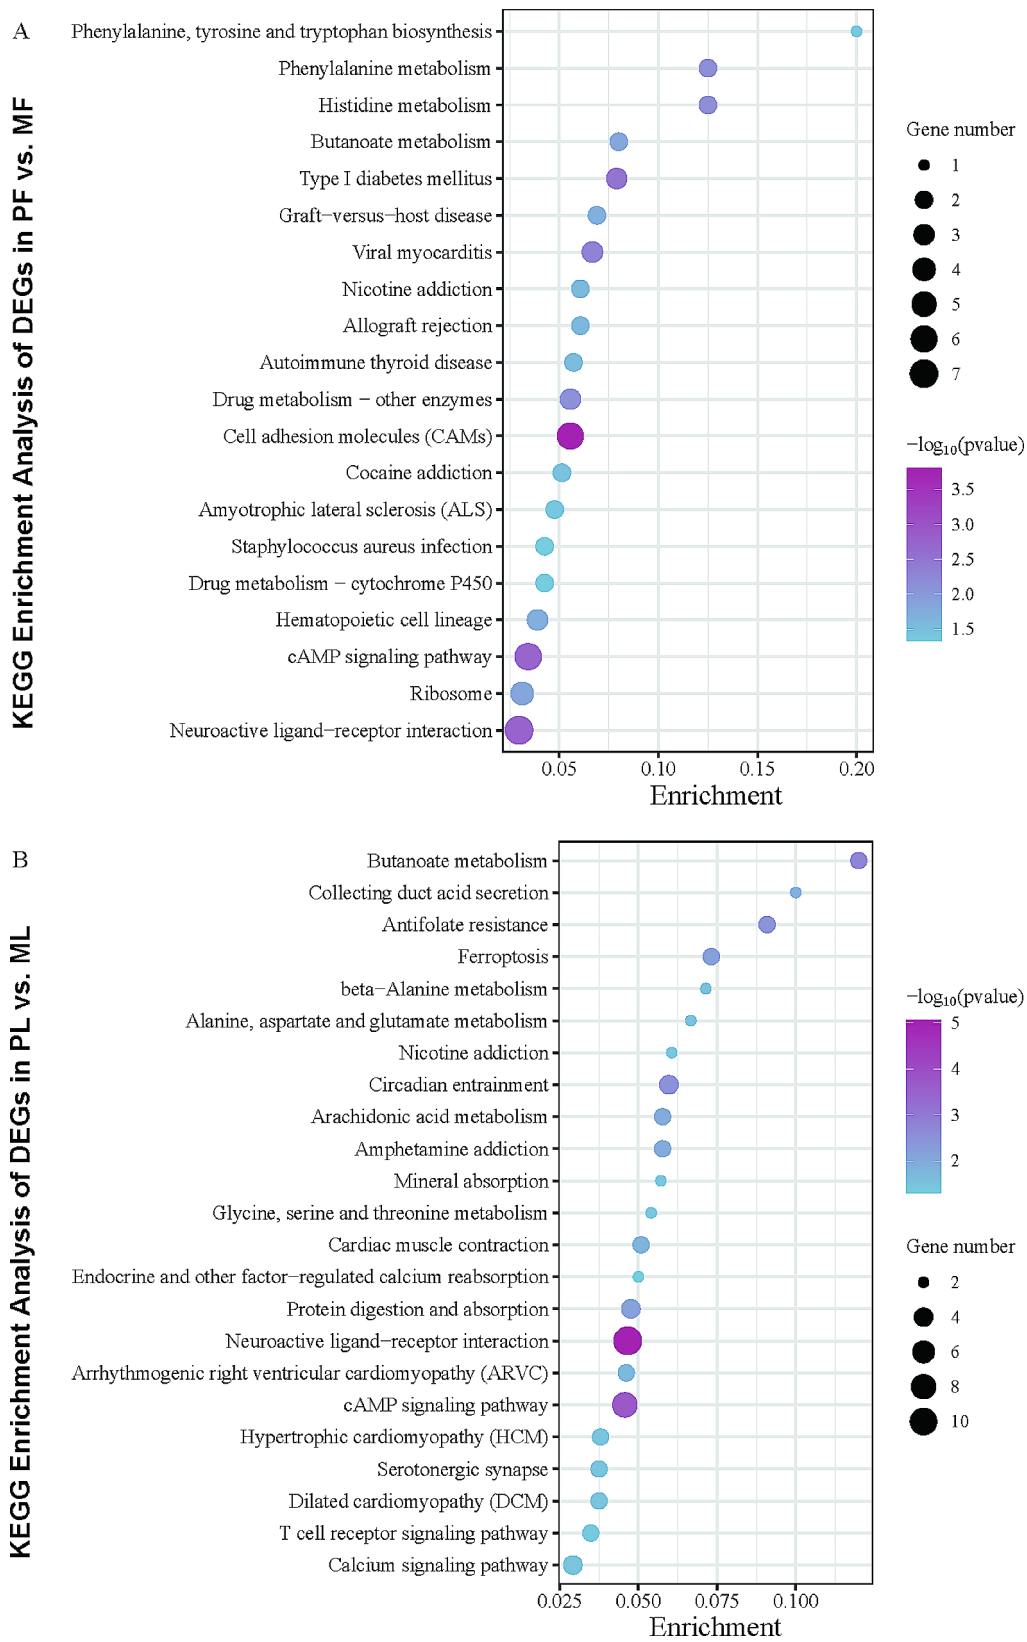 A
KEGG Enrichment Analysis of DEGs in PF vs. MF
Phenylalanine, tyrosine and tryptophan biosynthesis
Phenylalanine metabolism
Histidine metabolism
Butanoate metabolism
Type I diabetes mellitus
Graft−versus−host disease
Viral myocarditis
Nicotine addiction
Allograft rejection
Autoimmune thyroid disease
Drug metabolism − other enzymes
Cell adhesion molecules (CAMs)
Cocaine addiction
Amyotrophic lateral sclerosis (ALS)
Staphylococcus aureus infection
Drug metabolism − cytochrome P450
Hematopoietic cell lineage
cAMP signaling pathway
Ribosome
Neuroactive ligand−receptor interaction
0.05 0.10 0.15 0.20
Enrichment
Gene number
1
2
3
4
5
6
7
−log₁₀(pvalue)
3.5
3.0
2.5
2.0
1.5
B
KEGG Enrichment Analysis of DEGs in PL vs. ML
Butanoate metabolism
Collecting duct acid secretion
Antifolate resistance
Ferroptosis
beta−Alanine metabolism
Alanine, aspartate and glutamate metabolism
Nicotine addiction
Circadian entrainment
Arachidonic acid metabolism
Amphetamine addiction
Mineral absorption
Glycine, serine and threonine metabolism
Cardiac muscle contraction
Endocrine and other factor−regulated calcium reabsorption
Protein digestion and absorption
Neuroactive ligand−receptor interaction
Arrhythmogenic right ventricular cardiomyopathy (ARVC)
cAMP signaling pathway
Hypertrophic cardiomyopathy (HCM)
Serotonergic synapse
Dilated cardiomyopathy (DCM)
T cell receptor signaling pathway
Calcium signaling pathway
0.025 0.050 0.075 0.100
Enrichment
−log₁₀(pvalue)
5
4
3
2
Gene number
2
4
6
8
10